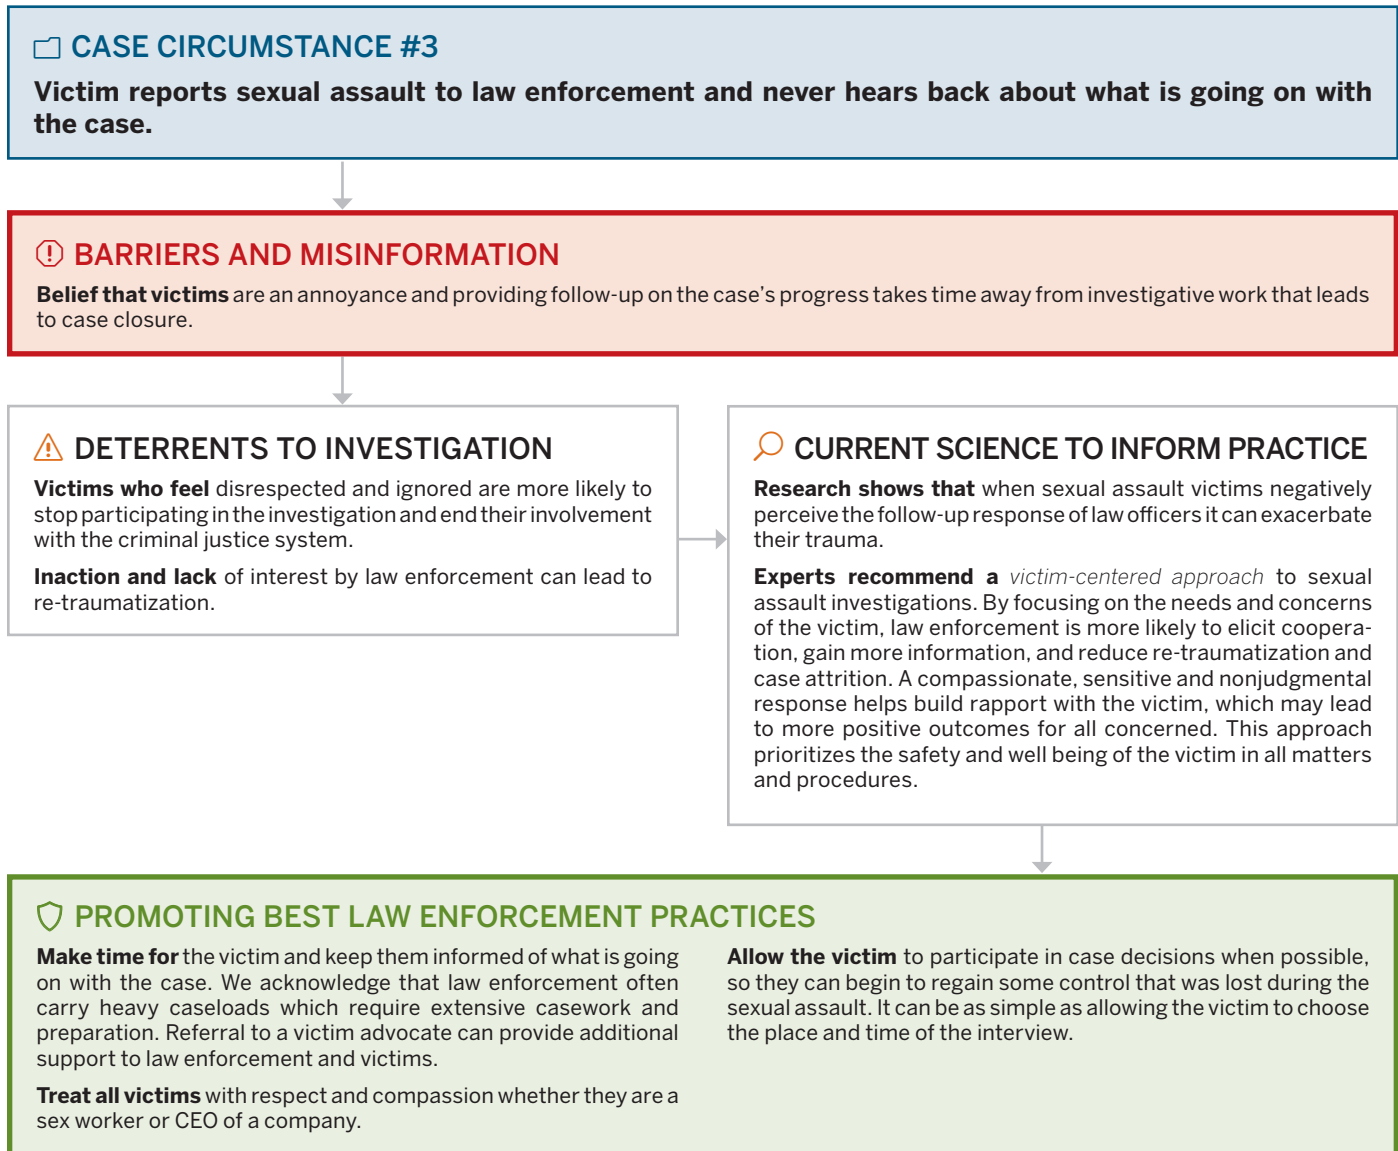 CASE CIRCUMSTANCE #3
Victim reports sexual assault to law enforcement and never hears back about what is going on with
the case.
BARRIERS AND MISINFORMATION
Belief that victims are an annoyance and providing follow-up on the case’s progress takes time away from investigative work that leads
to case closure.
DETERRENTS TO INVESTIGATION
Victims who feel disrespected and ignored are more likely to
stop participating in the investigation and end their involvement
with the criminal justice system.
Inaction and lack of interest by law enforcement can lead to
re-traumatization.
CURRENT SCIENCE TO INFORM PRACTICE
Research shows that when sexual assault victims negatively
perceive the follow-up response of law officers it can exacerbate
their trauma.
Experts recommend a victim-centered approach to sexual
assault investigations. By focusing on the needs and concerns
of the victim, law enforcement is more likely to elicit coopera-
tion, gain more information, and reduce re-traumatization and
case attrition. A compassionate, sensitive and nonjudgmental
response helps build rapport with the victim, which may lead
to more positive outcomes for all concerned. This approach
prioritizes the safety and well being of the victim in all matters
and procedures.
PROMOTING BEST LAW ENFORCEMENT PRACTICES
Make time for the victim and keep them informed of what is going
on with the case. We acknowledge that law enforcement often
carry heavy caseloads which require extensive casework and
preparation. Referral to a victim advocate can provide additional
support to law enforcement and victims.
Treat all victims with respect and compassion whether they are a
sex worker or CEO of a company.
Allow the victim to participate in case decisions when possible,
so they can begin to regain some control that was lost during the
sexual assault. It can be as simple as allowing the victim to choose
the place and time of the interview.